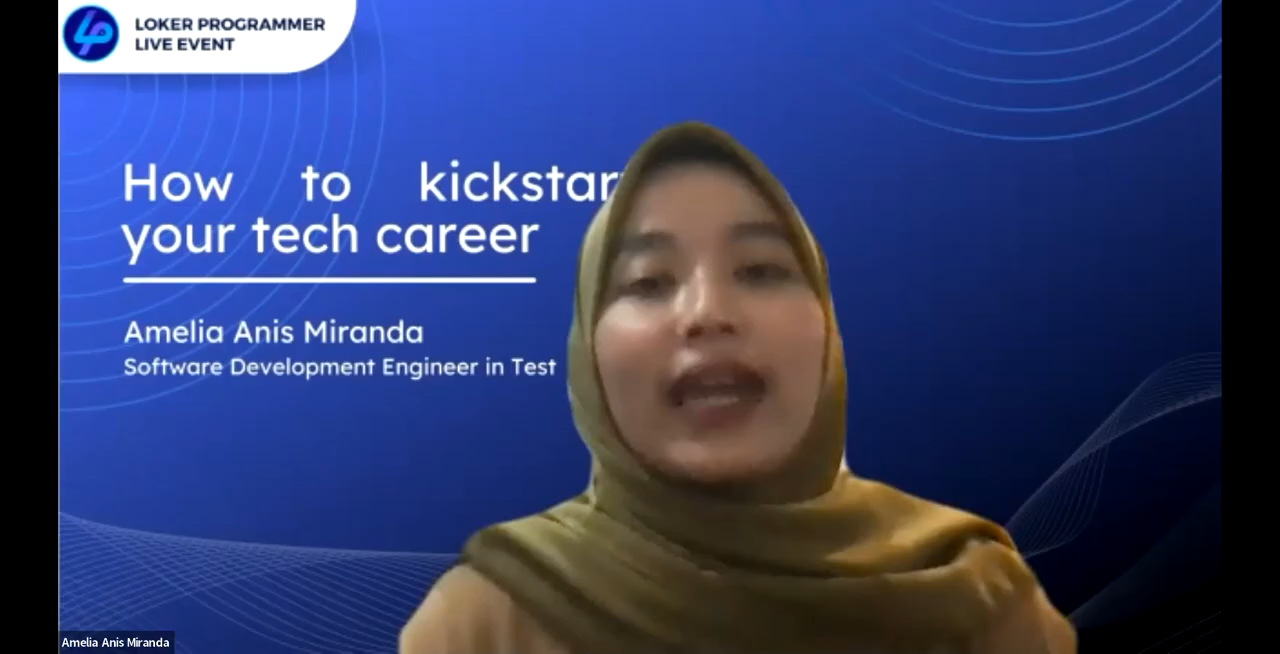 LOKER PROGRAMMER
LIVE EVENT
How to kickstar
your tech career
Amelia Anis Miranda
Software Development Engineer in Test
Amelia Anis Miranda